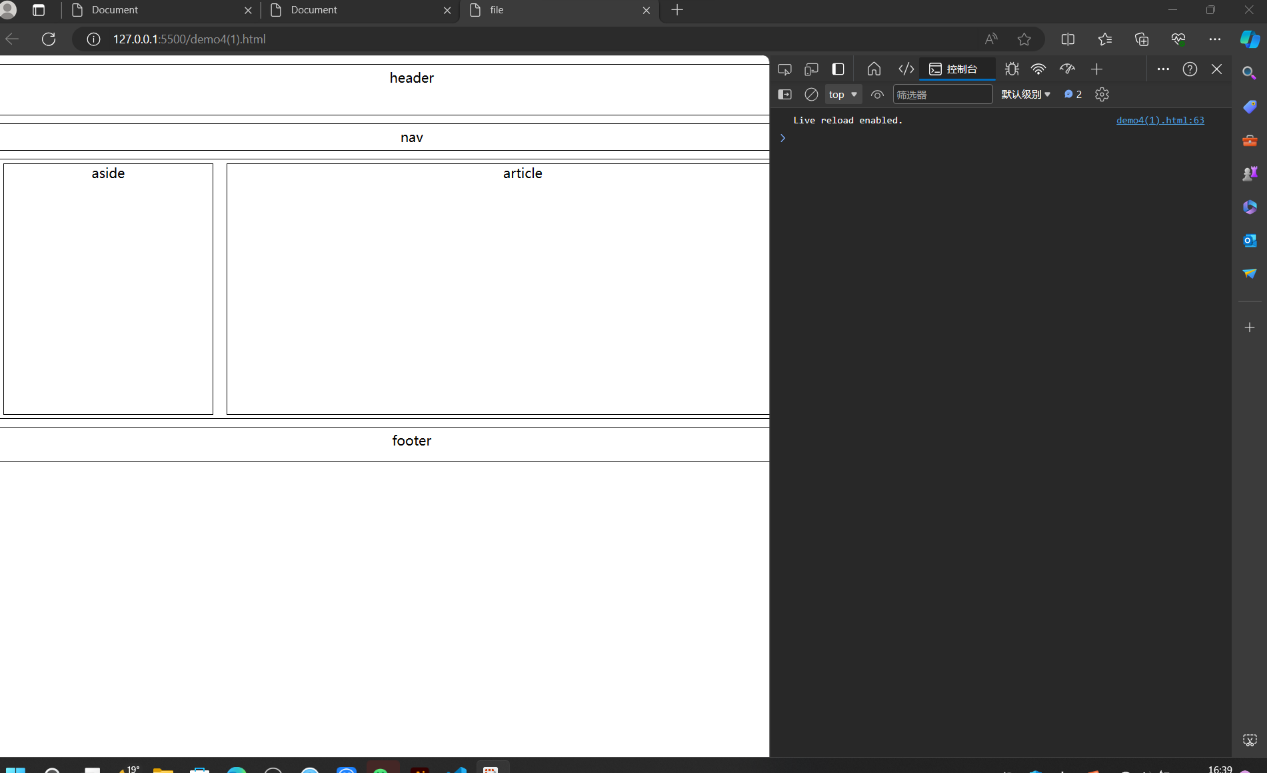 Document
Document
file
127.0.0.1:5500/demo4(1).html
header
nav
aside
article
footer
控制台
top
筛选器
默认级别
2
Live reload enabled.
demo4(1).html:63
19°
16:39